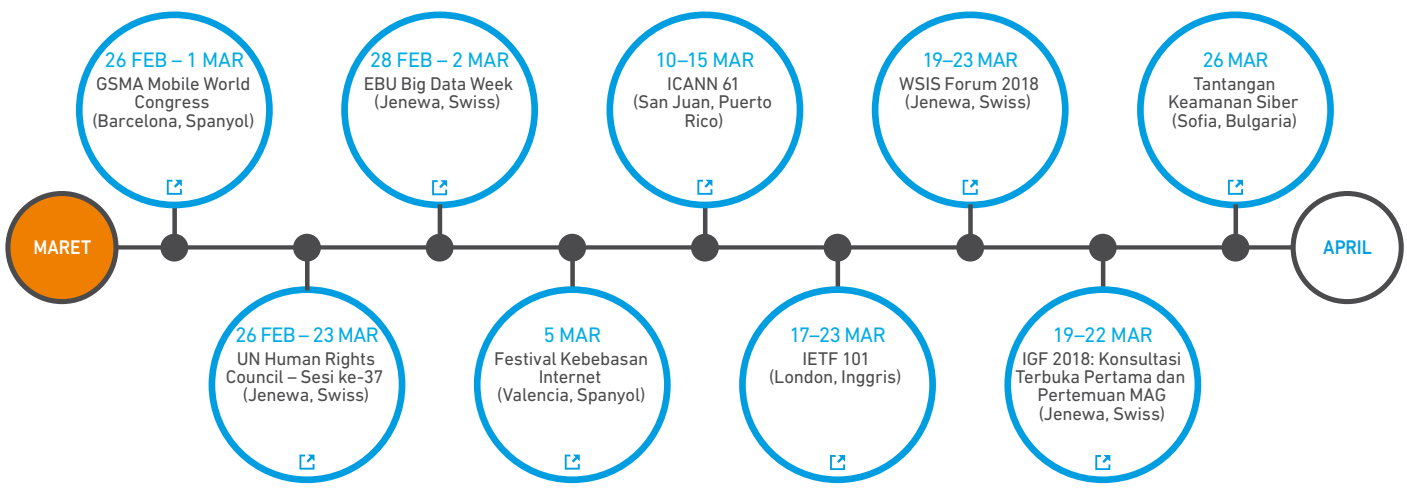 MARET
26 FEB – 1 MAR
GSMA Mobile World
Congress
(Barcelona, Spanyol)
26 FEB – 23 MAR
UN Human Rights
Council – Sesi ke-37
(Jenewa, Swiss)
28 FEB – 2 MAR
EBU Big Data Week
(Jenewa, Swiss)
5 MAR
Festival Kebebasan
Internet
(Valencia, Spanyol)
10–15 MAR
ICANN 61
(San Juan, Puerto
Rico)
17–23 MAR
IETF 101
(London, Inggris)
19–23 MAR
WSIS Forum 2018
(Jenewa, Swiss)
19–22 MAR
IGF 2018: Konsultasi
Terbuka Pertama dan
Pertemuan MAG
(Jenewa, Swiss)
26 MAR
Tantangan
Keamanan Siber
(Sofia, Bulgaria)
APRIL